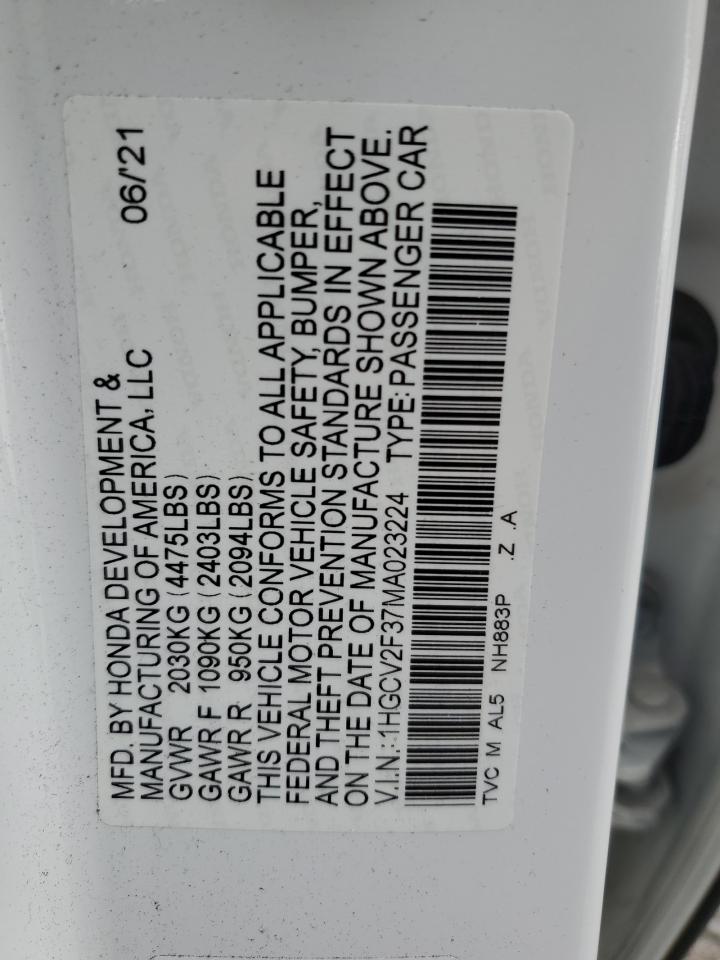 MFD. BY HONDA DEVELOPMENT & 06/'21
MANUFACTURING OF AMERICA, LLC
GVWR 2030KG (4475LBS)
GAWR F 1090KG (2403LBS)
GAWR R 950KG (2094LBS)
THIS VEHICLE CONFORMS TO ALL APPLICABLE
FEDERAL MOTOR VEHICLE SAFETY, BUMPER,
AND THEFT PREVENTION STANDARDS IN EFFECT
ON THE DATE OF MANUFACTURE SHOWN ABOVE.
V.I.N.: 1HGCV2F37MA023224 TYPE: PASSENGER CAR
TVC M AL5 NH883P .Z .A